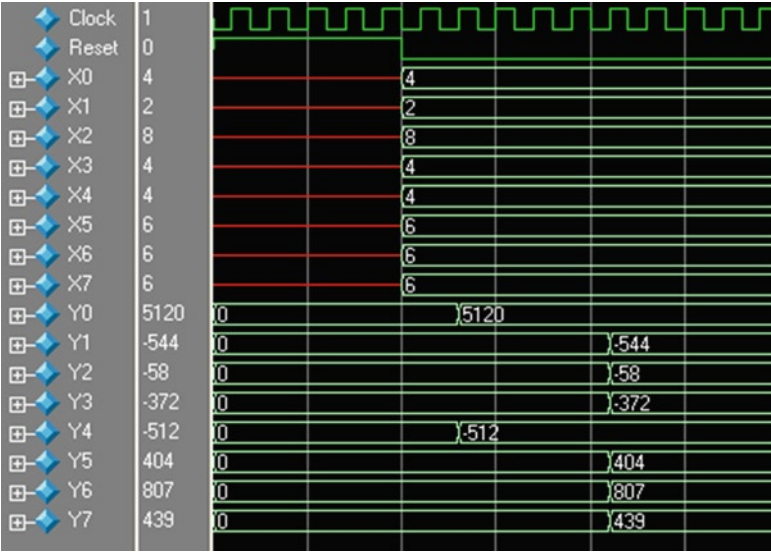 Clock 1
Reset 0
X0 4 4
X1 2 2
X2 8 8
X3 4 4
X4 4 4
X5 6 6
X6 6 6
X7 6 6
Y0 5120 0 5120
Y1 -544 0 -544
Y2 -58 0 -58
Y3 -372 0 -372
Y4 -512 0 -512
Y5 404 0 404
Y6 807 0 807
Y7 439 0 439